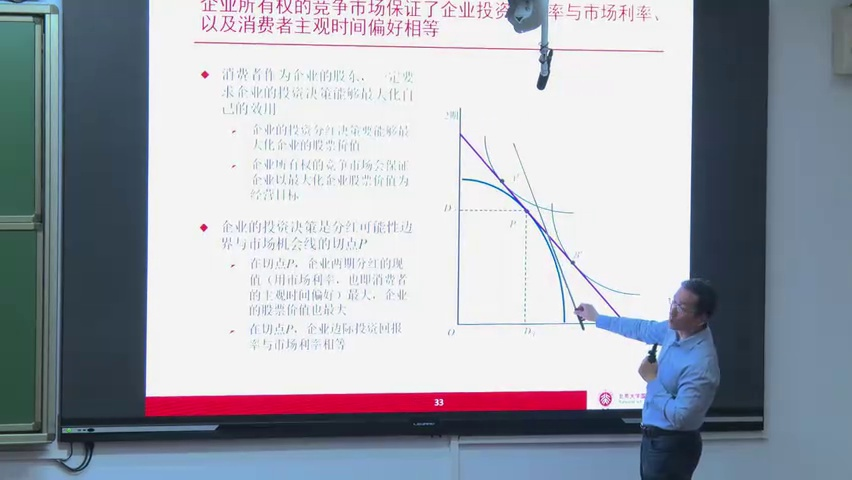 企业所有权的竞争市场保证了企业投资 率与市场利率、
以及消费者主观时间偏好相等
消费者作为企业的股东，一定要
求企业的投资决策能够最大化自
己的效用
企业的投资分红决策要能够最
大化企业的股票价值
企业所有权的竞争市场会保证
企业以最大化企业股票价值为
经营目标
企业的投资决策是分红可能性边
界与市场机会线的切点P
在切点P，企业两期分红的现
值（用市场利率，也即消费者
的主观时间偏好）最大，企业
的股票价值也最大
在切点P，企业边际投资回报
率与市场利率相等
D
P
O
D₁
33